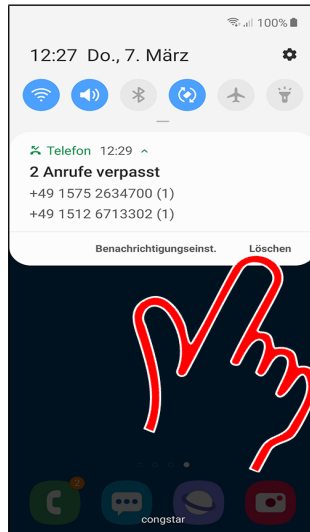 100%
12:27 Do., 7. März
Telefon 12:29
2 Anrufe verpasst
+49 1575 2634700 (1)
+49 1512 6713302 (1)
Benachrichtigungseinst. Löschen
2
congstar